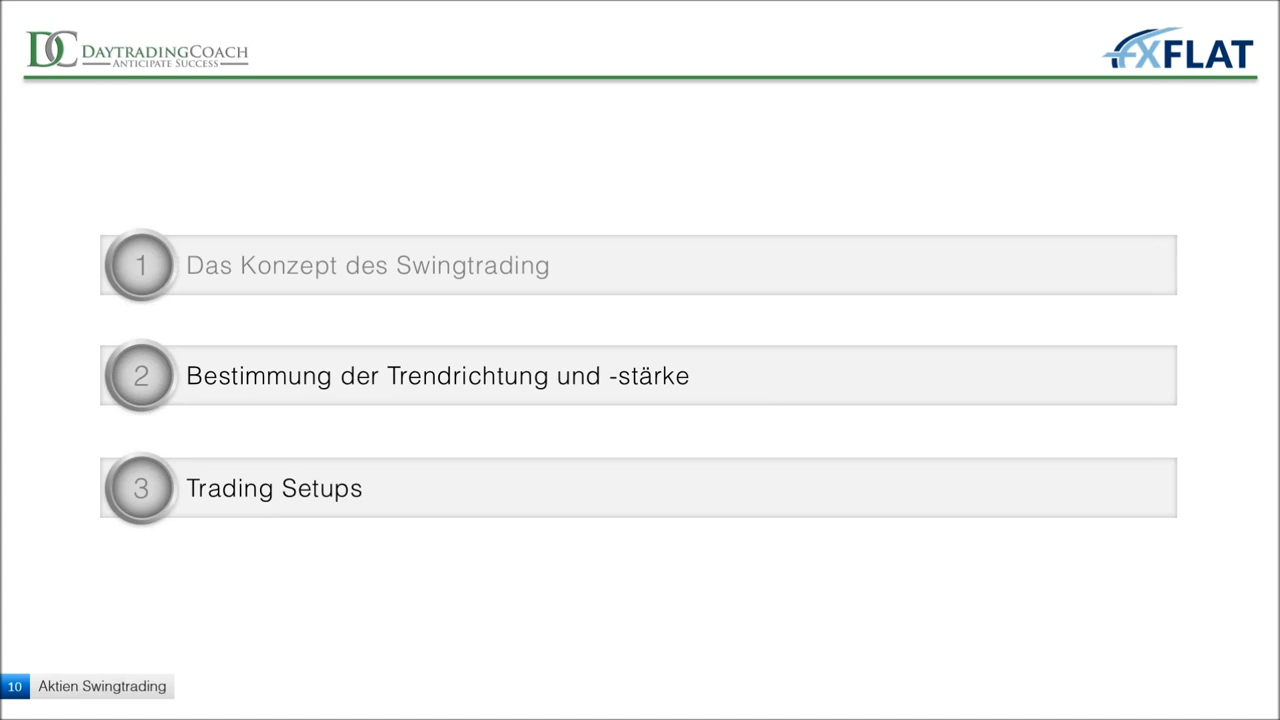 DC DAYTRADINGCOACH
ANTICIPATE SUCCESS
FXFLAT
1 Das Konzept des Swingtrading
2 Bestimmung der Trendrichtung und -stärke
3 Trading Setups
10 Aktien Swingtrading